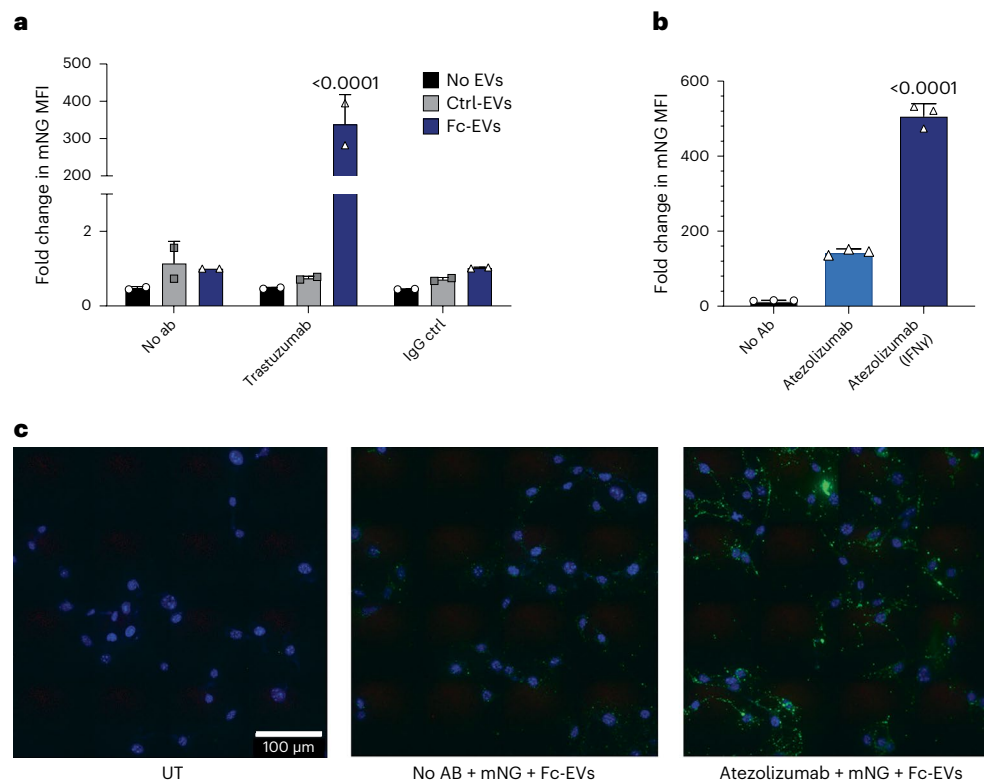 a
Fold change in mNG MFI
500
400
300
200
2
0
<0.0001
No EVs
Ctrl-EVs
Fc-EVs
No ab
Trastuzumab
IgG ctrl
b
Fold change in mNG MFI
600
400
200
0
<0.0001
No Ab
Atezolizumab
Atezolizumab
(IFNγ)
c
100 μm
UT
No AB + mNG + Fc-EVs
Atezolizumab + mNG + Fc-EVs